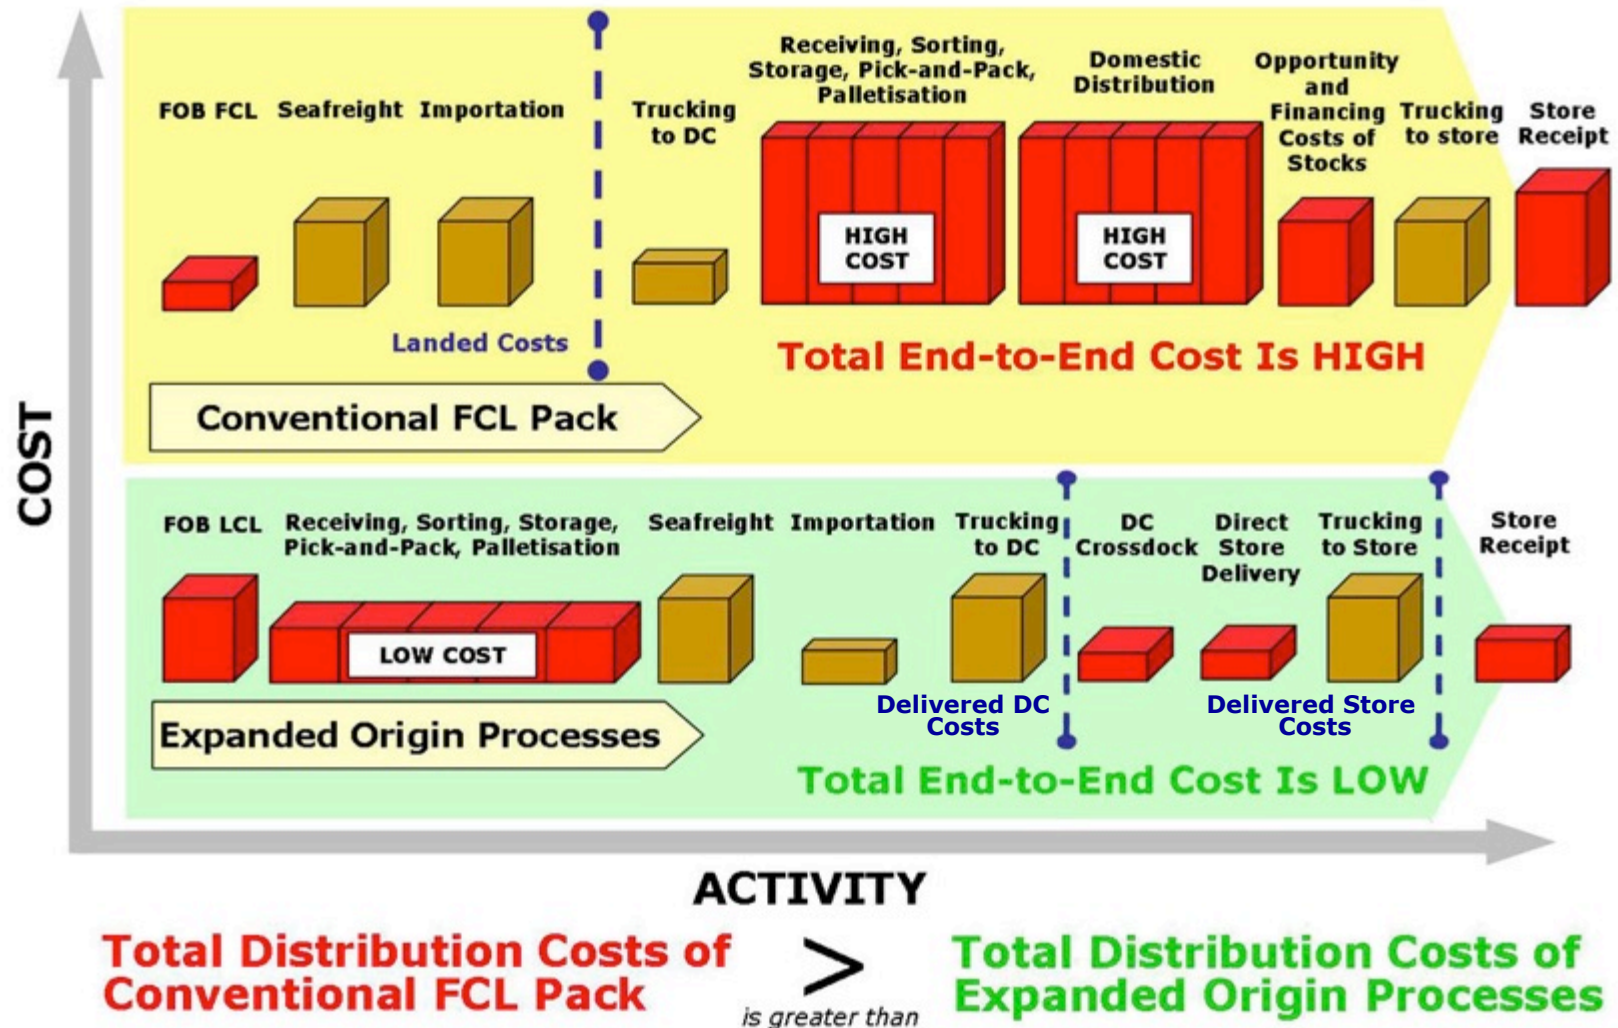 FOB FCL
Seafreight
Importation
Trucking
to DC
Receiving, Sorting,
Storage, Pick-and-Pack,
Palletisation
Domestic
Distribution
Opportunity
and
Financing
Costs of
Stocks
Trucking
to store
Store
Receipt
HIGH
COST
HIGH
COST
Landed Costs
Total End-to-End Cost Is HIGH
Conventional FCL Pack
COST
FOB LCL
Receiving, Sorting, Storage,
Pick-and-Pack, Palletisation
Seafreight
Importation
Trucking
to DC
DC
Crossdock
Direct
Store
Delivery
Trucking
to Store
Store
Receipt
LOW COST
Delivered DC
Costs
Delivered Store
Costs
Expanded Origin Processes
Total End-to-End Cost Is LOW
ACTIVITY
Total Distribution Costs of
Conventional FCL Pack
>
is greater than
Total Distribution Costs of
Expanded Origin Processes